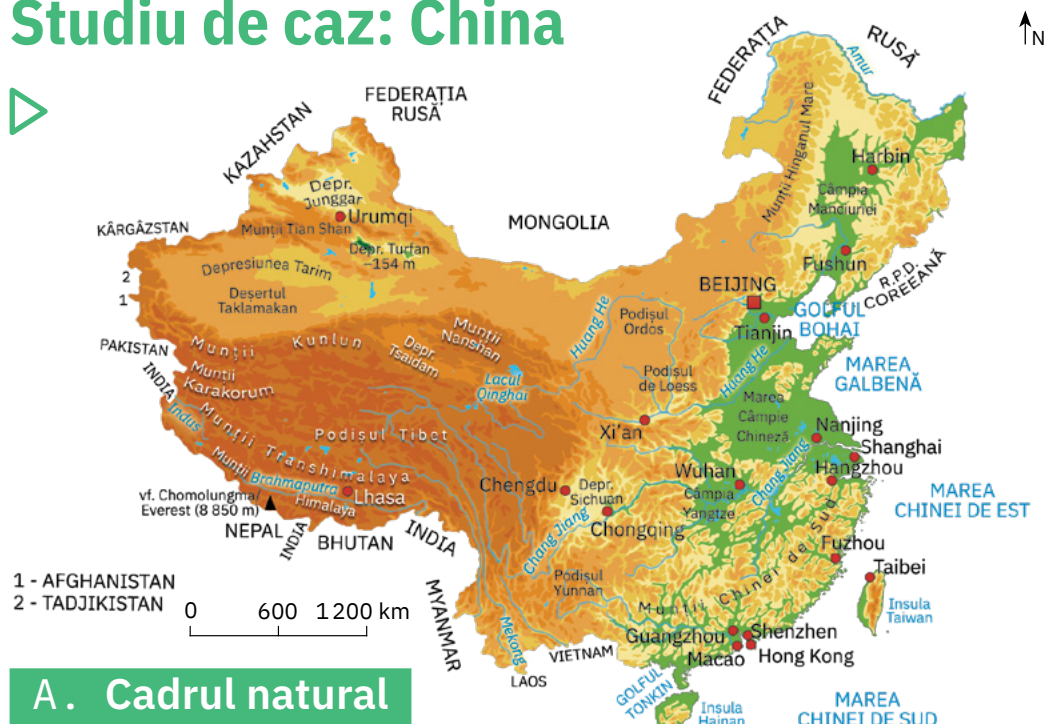 Studiu de caz: China
N
FEDERAȚIA
RUSĂ
Amur
FEDERAȚIA
RUSĂ
KAZAHSTAN
Munții Hinganul Mare
Harbin
Depr.
Junggar
Urumqi
Câmpia
Manciuriei
MONGOLIA
KÂRGÂZSTAN
Munții Tian Shan
Depr. Turfan
−154 m
Fushun
R.P.D.
COREEANĂ
2
1
Depresiunea Tarim
Deșertul
Taklamakan
BEIJING
GOLFUL
BOHAI
Tianjin
Huang He
Podișul
Ordos
PAKISTAN
Munții Kunlun
Munții
Nanshan
Depr.
Tsaidam
Huang He
MAREA
GALBENĂ
INDIA
Munții
Karakorum
Lacul
Qinghai
Podișul
de Loess
Marea
Câmpie
Chineză
Indus
Xi'an
Nanjing
Shanghai
Hangzhou
Munții Transhimalaya
Podișul Tibet
Wuhan
Chang Jiang
Munții
Himalaya
Brahmaputra
Lhasa
Chengdu
Depr.
Sichuan
Câmpia
Yangtze
MAREA
CHINEI DE EST
vf. Chomolungma/
Everest (8 850 m)
Chongqing
NEPAL
INDIA
BHUTAN
INDIA
Chang Jiang
Fuzhou
1 - AFGHANISTAN
2 - TADJIKISTAN
Podișul
Yunnan
Munții Chinei de Sud
Taibei
0 600 1200 km
MYANMAR
Insula
Taiwan
Mekong
Guangzhou
Shenzhen
Macao
Hong Kong
VIETNAM
LAOS
GOLFUL
TONKIN
A. Cadrul natural
Insula
Hainan
MAREA
CHINEI DE SUD